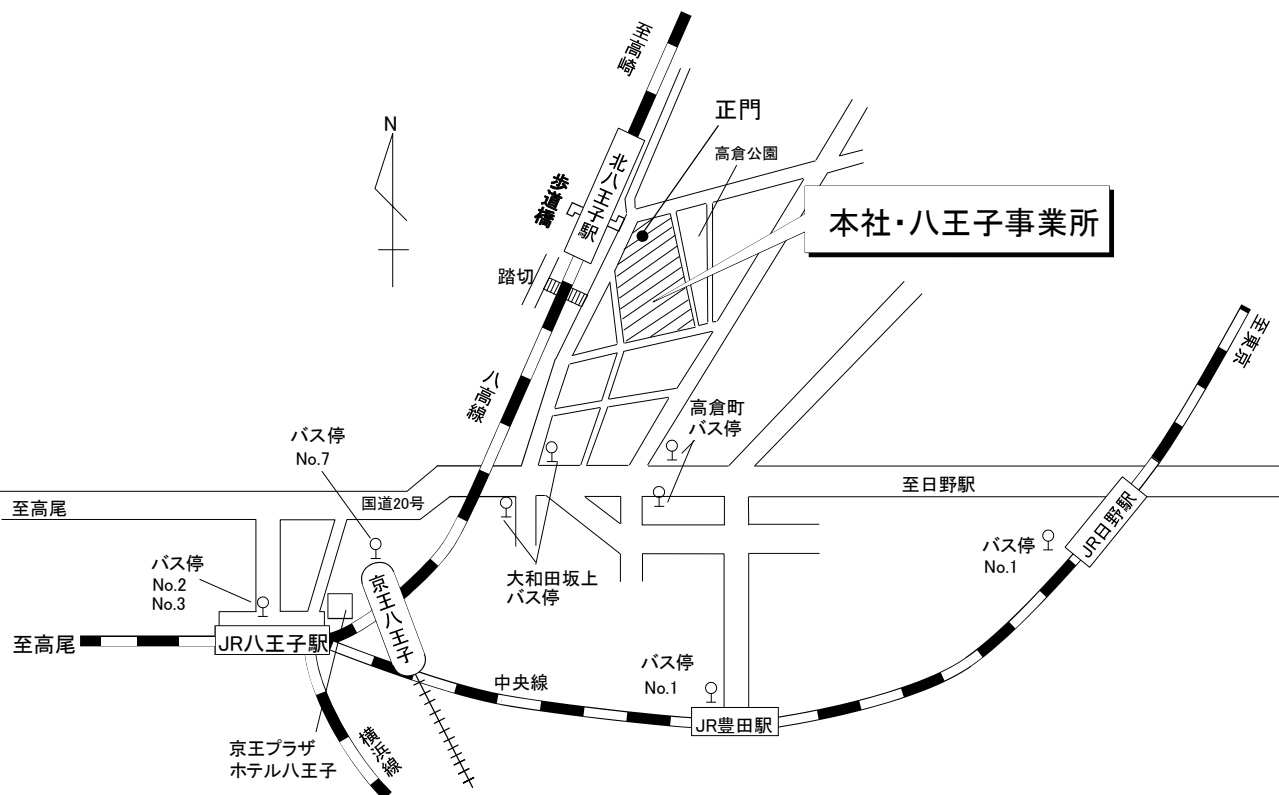 至高崎
N
正門
高倉公園
北八王子駅
歩道橋
本社・八王子事業所
踏切
至東京
八高線
高倉町
バス停
バス停
No.7
国道20号
至日野駅
至高尾
JR日野駅
バス停
No.1
バス停
No.2
No.3
大和田坂上
バス停
京王八王子
至高尾
JR八王子駅
中央線
バス停
No.1
JR豊田駅
京王プラザ
ホテル八王子
横浜線